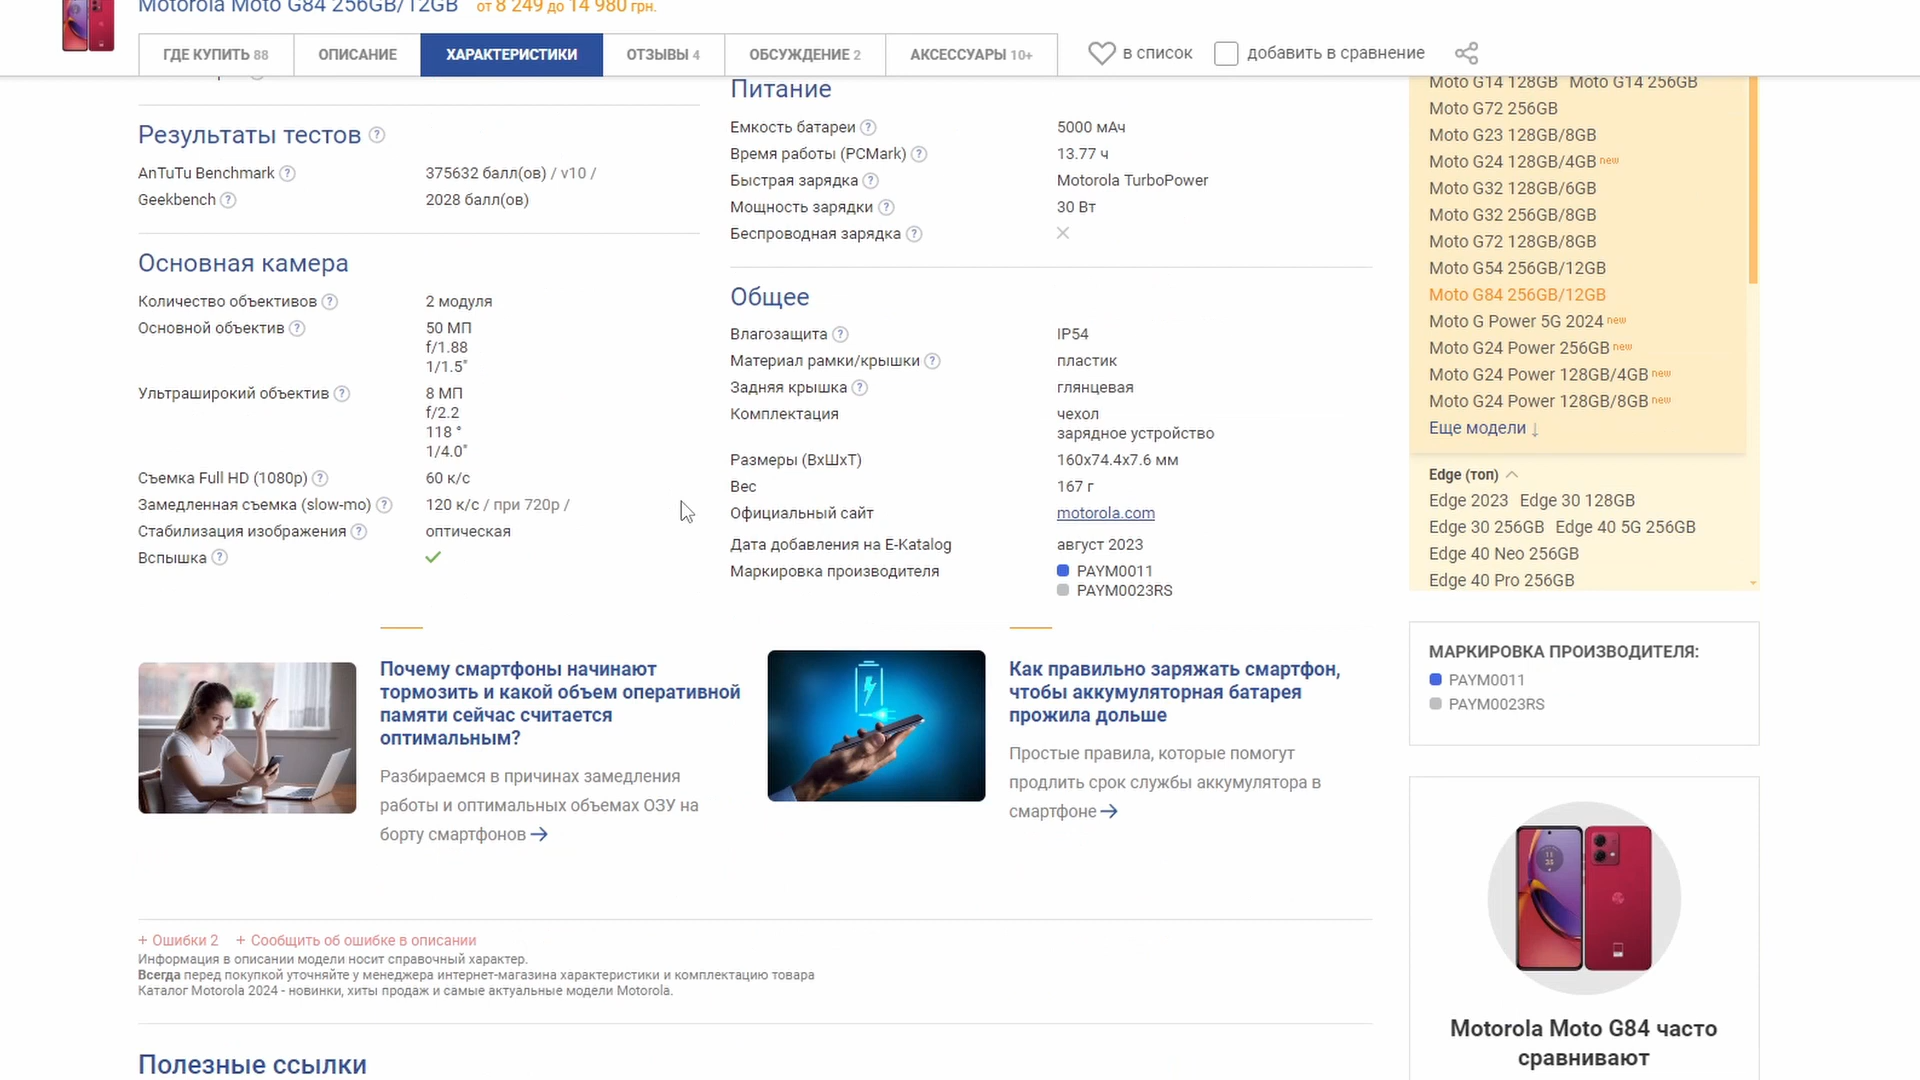 Motorola Moto G84 256GB/12GB от 8 249 до 14 980 грн.
ГДЕ КУПИТЬ 88
ОПИСАНИЕ
ХАРАКТЕРИСТИКИ
ОТЗЫВЫ 4
ОБСУЖДЕНИЕ 2
АКСЕССУАРЫ 10+
в список
добавить в сравнение
Результаты тестов
AnTuTu Benchmark 375632 балл(ов) / v10 /
Geekbench 2028 балл(ов)
Основная камера
Количество объективов 2 модуля
Основной объектив 50 МП
f/1.88
1/1.5"
Ультраширокий объектив 8 МП
f/2.2
118 °
1/4.0"
Съемка Full HD (1080p) 60 к/с
Замедленная съемка (slow-mo) 120 к/с / при 720p /
Стабилизация изображения оптическая
Вспышка
Питание
Емкость батареи 5000 мАч
Время работы (PCMark) 13.77 ч
Быстрая зарядка Motorola TurboPower
Мощность зарядки 30 Вт
Беспроводная зарядка
Общее
Влагозащита IP54
Материал рамки/крышки пластик
Задняя крышка глянцевая
Комплектация чехол
зарядное устройство
Размеры (ВхШхТ) 160x74.4x7.6 мм
Вес 167 г
Официальный сайт motorola.com
Дата добавления на E-Katalog август 2023
Маркировка производителя PAYM0011
PAYM0023RS
Moto G14 128GB Moto G14 256GB
Moto G72 256GB
Moto G23 128GB/8GB
Moto G24 128GB/4GB new
Moto G32 128GB/6GB
Moto G32 256GB/8GB
Moto G72 128GB/8GB
Moto G54 256GB/12GB
Moto G84 256GB/12GB
Moto G Power 5G 2024 new
Moto G24 Power 256GB new
Moto G24 Power 128GB/4GB new
Moto G24 Power 128GB/8GB new
Еще модели ↓
Edge (топ)
Edge 2023 Edge 30 128GB
Edge 30 256GB Edge 40 5G 256GB
Edge 40 Neo 256GB
Edge 40 Pro 256GB
МАРКИРОВКА ПРОИЗВОДИТЕЛЯ:
PAYM0011
PAYM0023RS
Почему смартфоны начинают
тормозить и какой объем оперативной
памяти сейчас считается
оптимальным?
Разбираемся в причинах замедления
работы и оптимальных объемах ОЗУ на
борту смартфонов →
Как правильно заряжать смартфон,
чтобы аккумуляторная батарея
прожила дольше
Простые правила, которые помогут
продлить срок службы аккумулятора в
смартфоне →
+ Ошибки 2 + Сообщить об ошибке в описании
Информация в описании модели носит справочный характер.
Всегда перед покупкой уточняйте у менеджера интернет-магазина характеристики и комплектацию товара
Каталог Motorola 2024 - новинки, хиты продаж и самые актуальные модели Motorola.
Полезные ссылки
Motorola Moto G84 часто
сравнивают